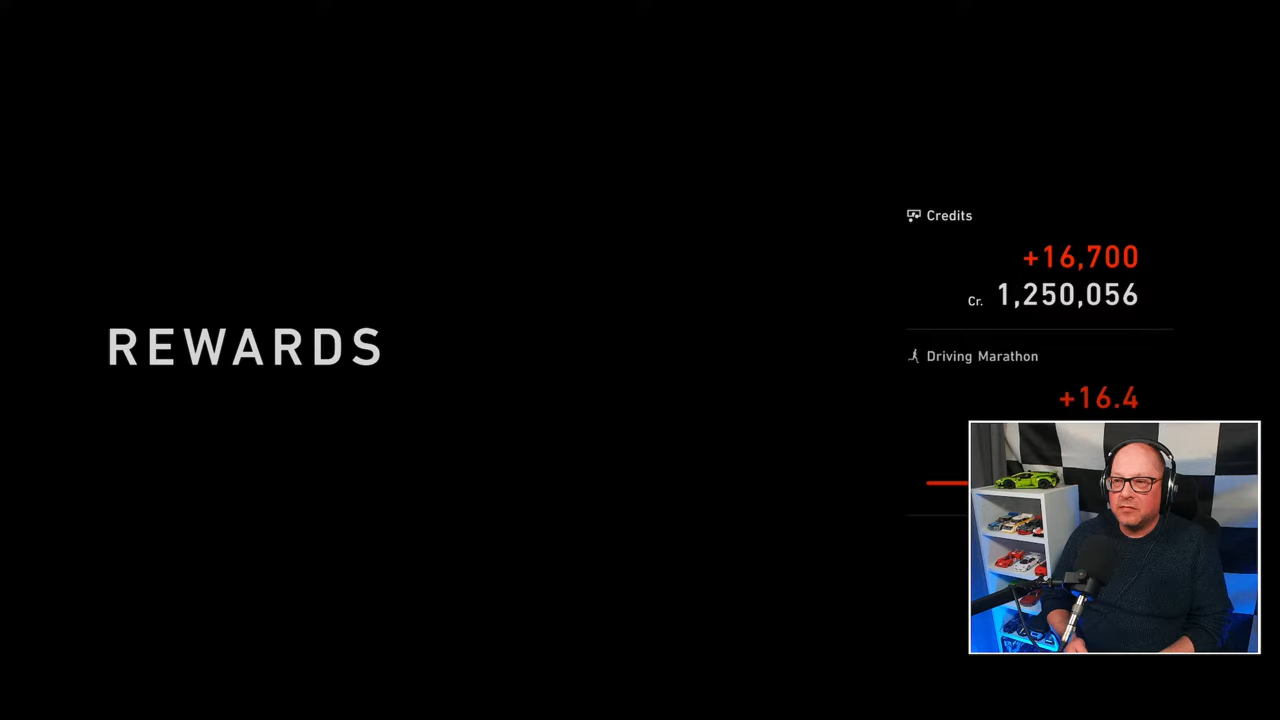 REWARDS
Credits
+16,700
Cr. 1,250,056
Driving Marathon
+16.4